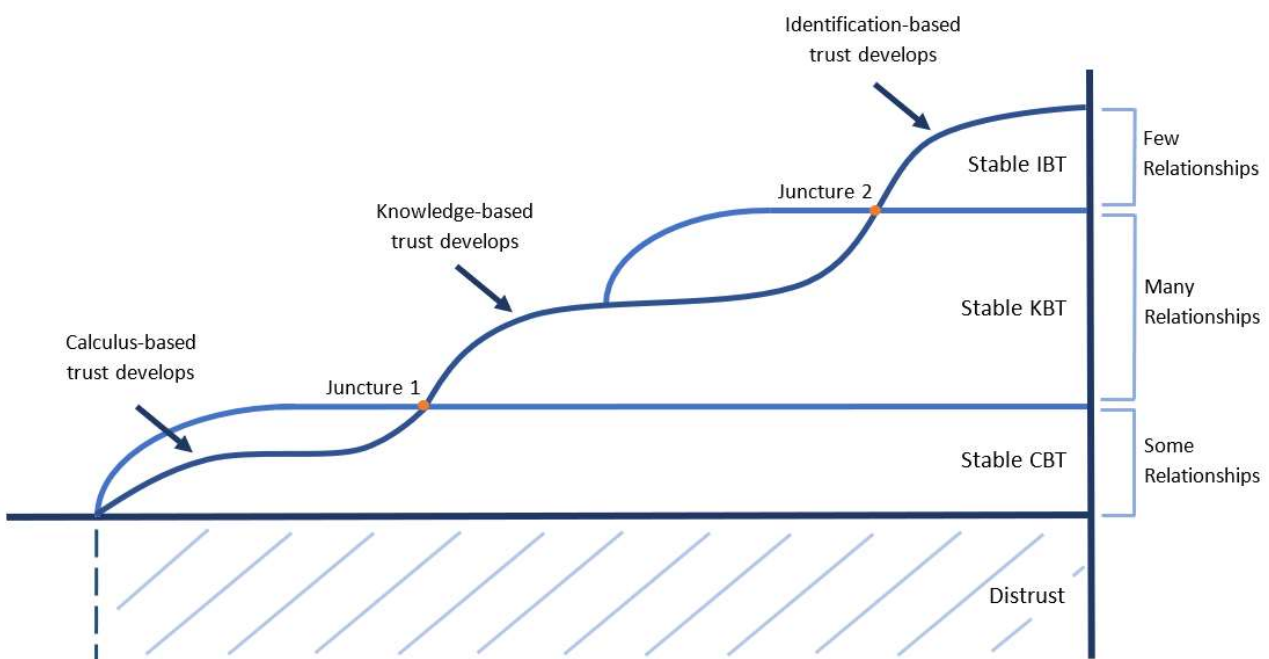 Identification-based
trust develops
Few
Relationships
Stable IBT
Juncture 2
Knowledge-based
trust develops
Many
Relationships
Stable KBT
Calculus-based
trust develops
Juncture 1
Some
Relationships
Stable CBT
Distrust